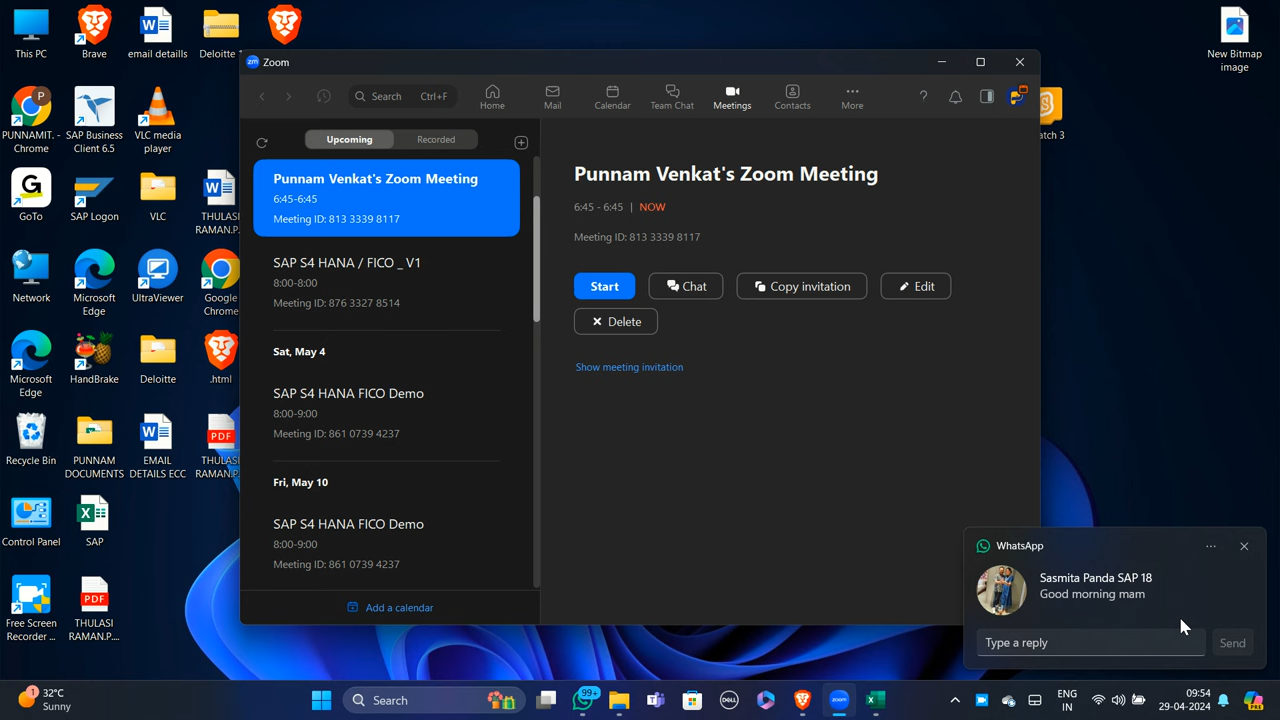 This PC
Brave
email detaills
Deloitte
New Bitmap
image
PUNNAMIT. -
Chrome
SAP Business
Client 6.5
VLC media
player
GoTo
SAP Logon
VLC
THULASI
RAMAN.P...
Network
Microsoft
Edge
UltraViewer
Google
Chrome
Microsoft
Edge
HandBrake
Deloitte
.html
Recycle Bin
PUNNAM
DOCUMENTS
EMAIL
DETAILS ECC
THULASI
RAMAN.P...
Control Panel
SAP
Free Screen
Recorder ...
THULASI
RAMAN.P....
zm Zoom
Search Ctrl+F
Home
Mail
Calendar
Team Chat
Meetings
Contacts
More
atch 3
Upcoming
Recorded
Punnam Venkat's Zoom Meeting
6:45-6:45
Meeting ID: 813 3339 8117
SAP S4 HANA / FICO _ V1
8:00-8:00
Meeting ID: 876 3327 8514
Sat, May 4
SAP S4 HANA FICO Demo
8:00-9:00
Meeting ID: 861 0739 4237
Fri, May 10
SAP S4 HANA FICO Demo
8:00-9:00
Meeting ID: 861 0739 4237
Add a calendar
Punnam Venkat's Zoom Meeting
6:45 - 6:45 | NOW
Meeting ID: 813 3339 8117
Start
Chat
Copy invitation
Edit
Delete
Show meeting invitation
WhatsApp
Sasmita Panda SAP 18
Good morning mam
Type a reply
Send
1
32°C
Sunny
Search
99+
DELL
zoom
ENG
IN
09:54
29-04-2024
PRE